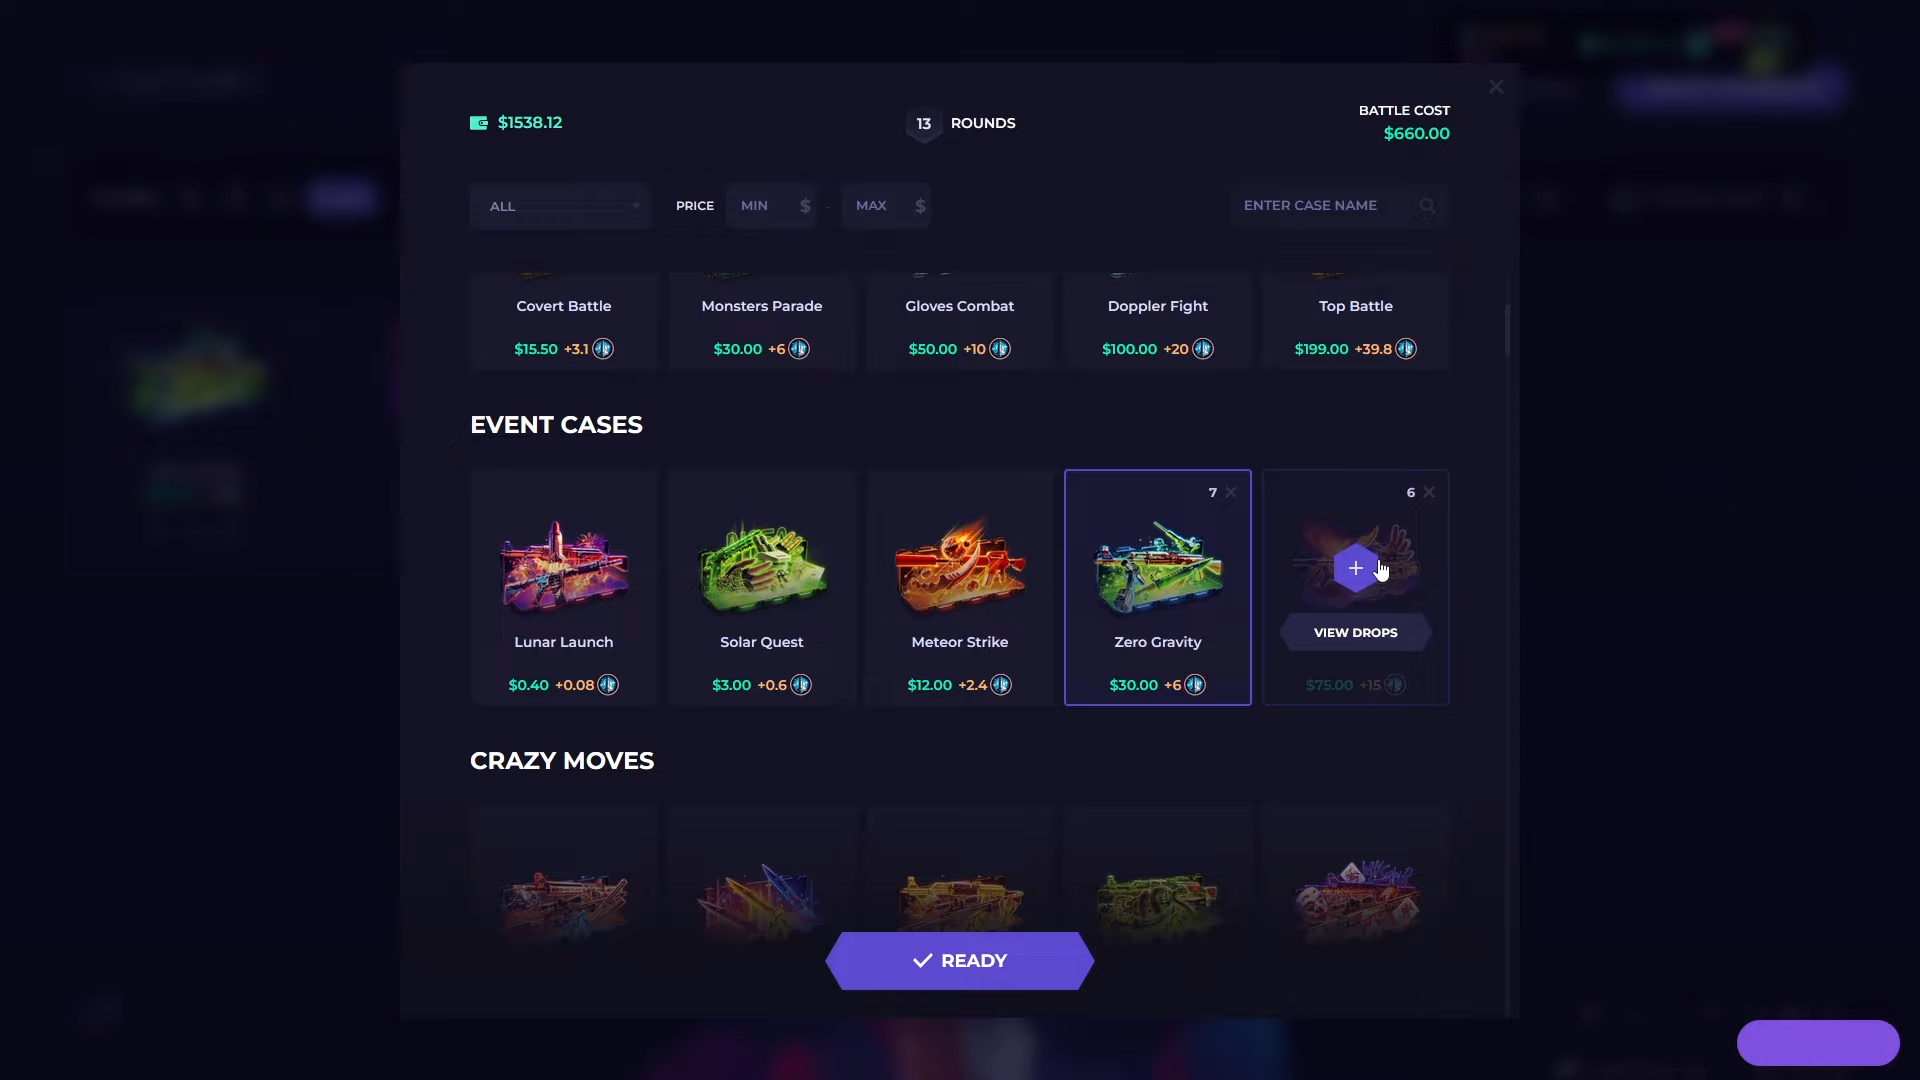 $1538.12
13 ROUNDS
BATTLE COST
$660.00
ALL
PRICE
MIN $
-
MAX $
ENTER CASE NAME
Covert Battle
$15.50 +3.1
Monsters Parade
$30.00 +6
Gloves Combat
$50.00 +10
Doppler Fight
$100.00 +20
Top Battle
$199.00 +39.8
EVENT CASES
Lunar Launch
$0.40 +0.08
Solar Quest
$3.00 +0.6
Meteor Strike
$12.00 +2.4
7
Zero Gravity
$30.00 +6
6
VIEW DROPS
$75.00 +15
CRAZY MOVES
READY